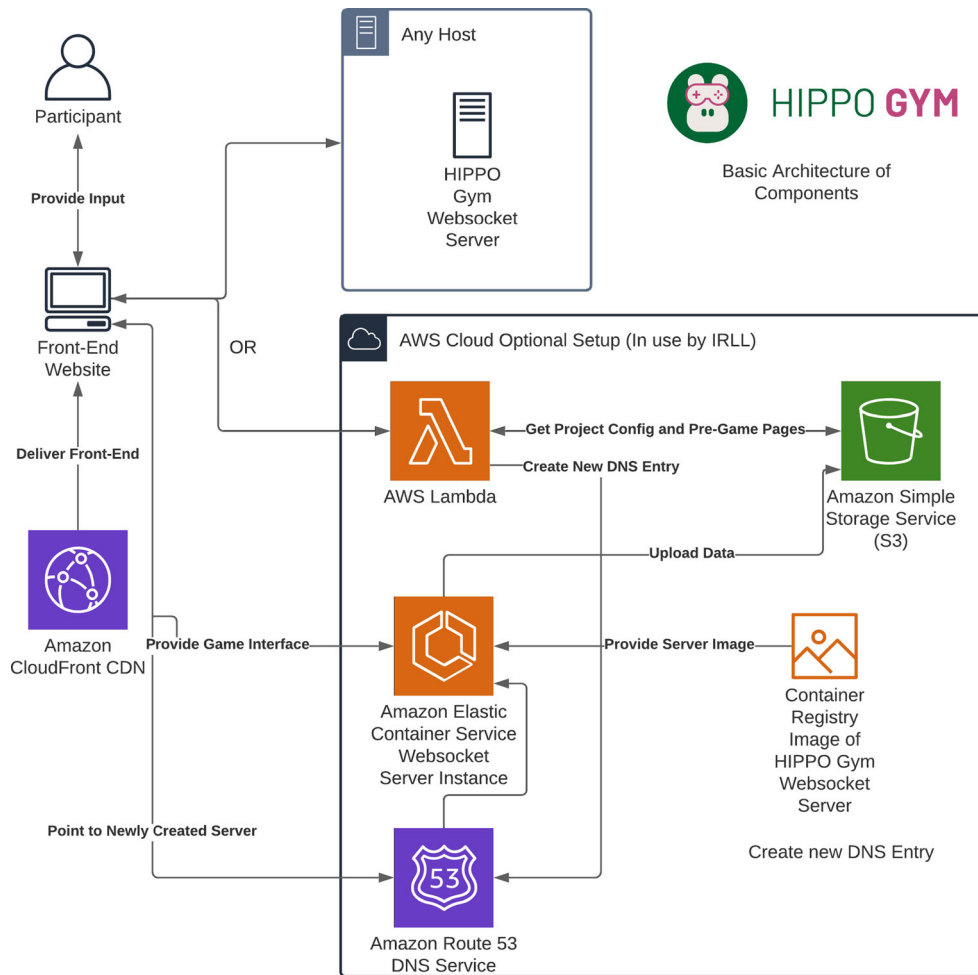 Any Host
HIPPO GYM
Participant
HIPPO
Gym
Websocket
Server
Basic Architecture of
Components
Provide Input
Front-End
Website
OR
AWS Cloud Optional Setup (In use by IRLL)
Deliver Front-End
Get Project Config and Pre-Game Pages
Create New DNS Entry
AWS Lambda
Amazon Simple
Storage Service
(S3)
Upload Data
Amazon
CloudFront CDN
Provide Game Interface
Provide Server Image
Amazon Elastic
Container Service
Websocket
Server Instance
Container
Registry
Image of
HIPPO Gym
Websocket
Server
Point to Newly Created Server
53
Create new DNS Entry
Amazon Route 53
DNS Service